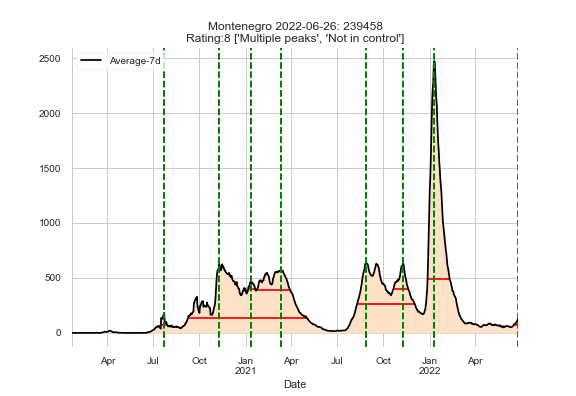 Montenegro 2022-06-26: 239458
Rating:8 ['Multiple peaks', 'Not in control']
Average-7d
2500
2000
1500
1000
500
0
Apr Jul Oct Jan Apr Jul Oct Jan Apr
2021 2022
Date